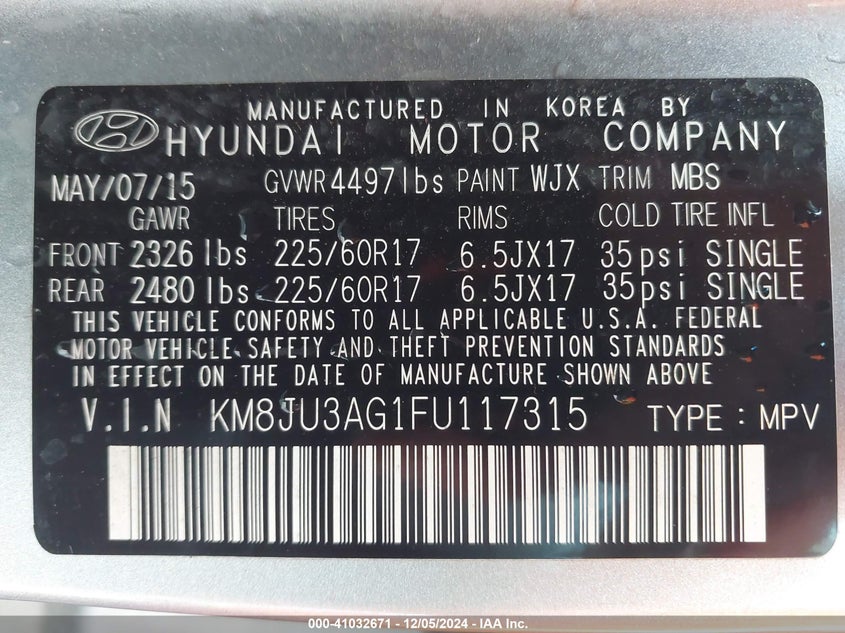 MANUFACTURED IN KOREA BY
HYUNDAI MOTOR COMPANY
MAY/07/15 GVWR 4497lbs PAINT WJX TRIM MBS
GAWR TIRES RIMS COLD TIRE INFL
FRONT 2326 lbs 225/60R17 6.5JX17 35psi SINGLE
REAR 2480 lbs 225/60R17 6.5JX17 35psi SINGLE
THIS VEHICLE CONFORMS TO ALL APPLICABLE U.S.A. FEDERAL
MOTOR VEHICLE SAFETY AND THEFT PREVENTION STANDARDS
IN EFFECT ON THE DATE OF MANUFACTURE SHOWN ABOVE
V.I.N KM8JU3AG1FU117315 TYPE : MPV
000-41032671 - 12/05/2024 - IAA Inc.